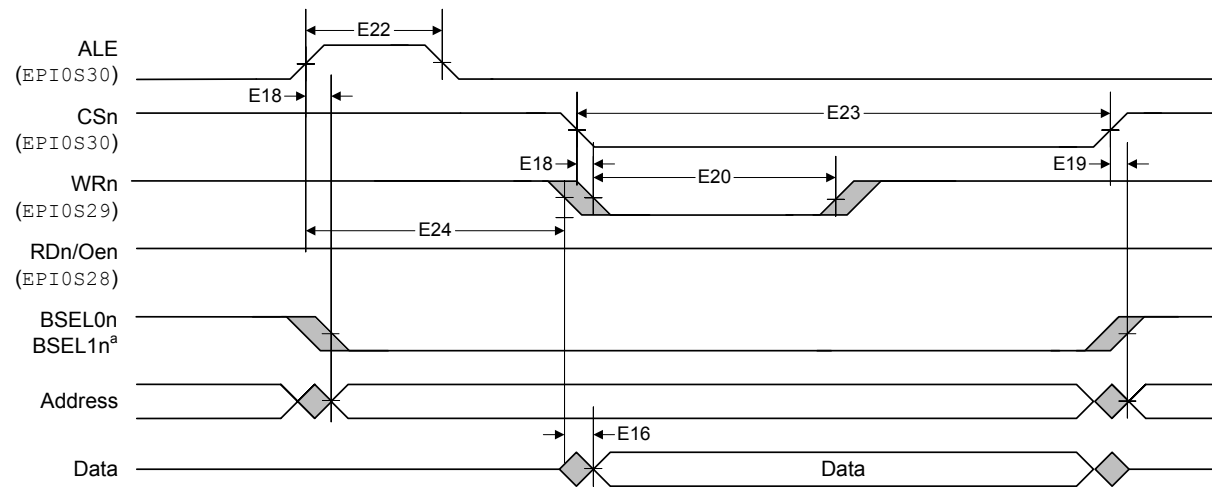 E22
ALE
(EPI0S30)
E18
CSn
(EPI0S30)
E23
E18
E20
E19
WRn
(EPI0S29)
E24
RDn/Oen
(EPI0S28)
BSEL0n
BSEL1nª
Address
E16
Data
Data